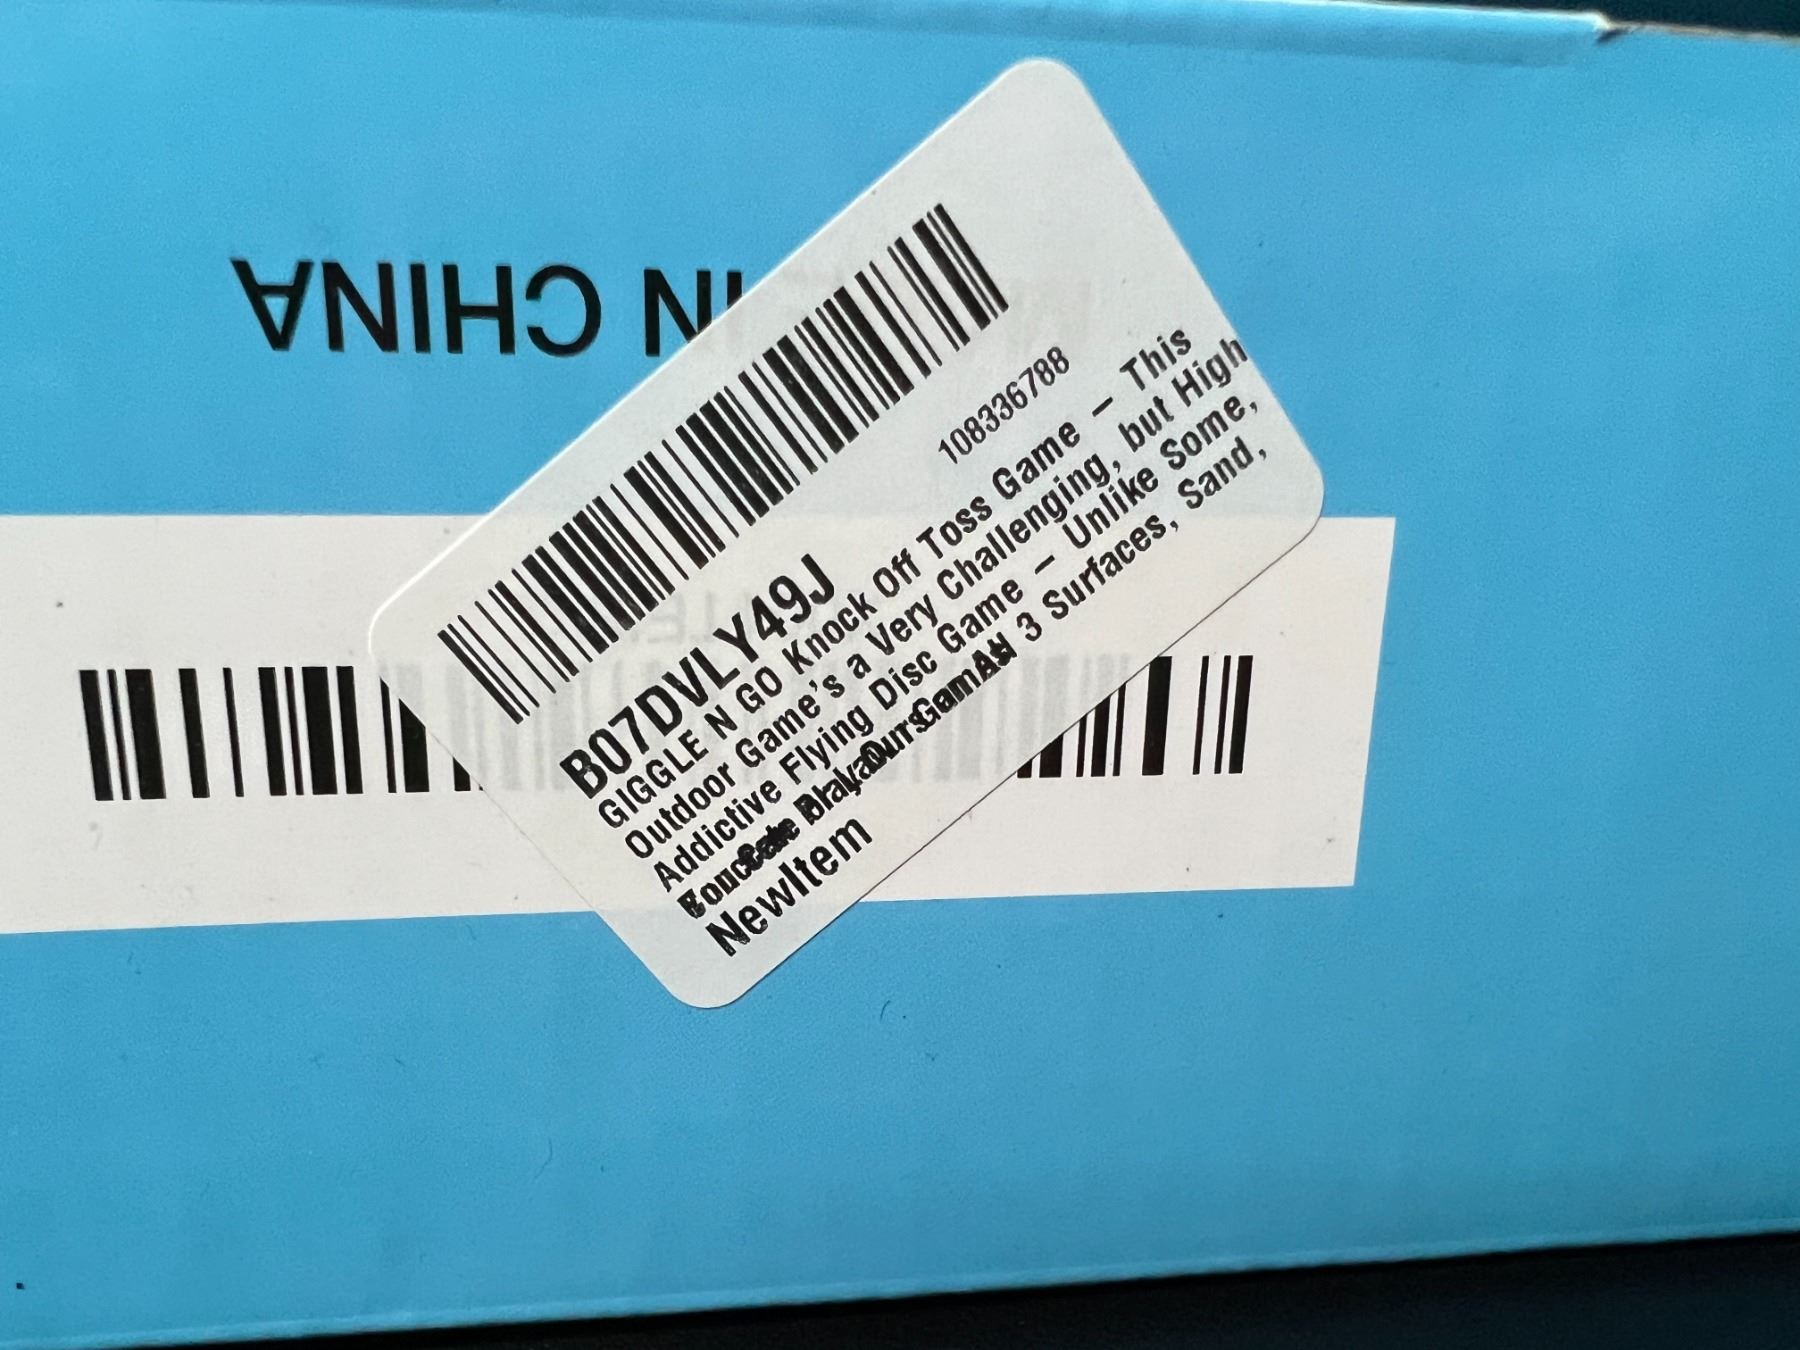 IN CHINA
108336788
B07DVLY49J
GIGGLE N GO Knock Off Toss Game – This
Outdoor Game's a Very Challenging, but High
Addictive Flying Disc Game – Unlike Some,
3 Surfaces, Sand,
NewItem